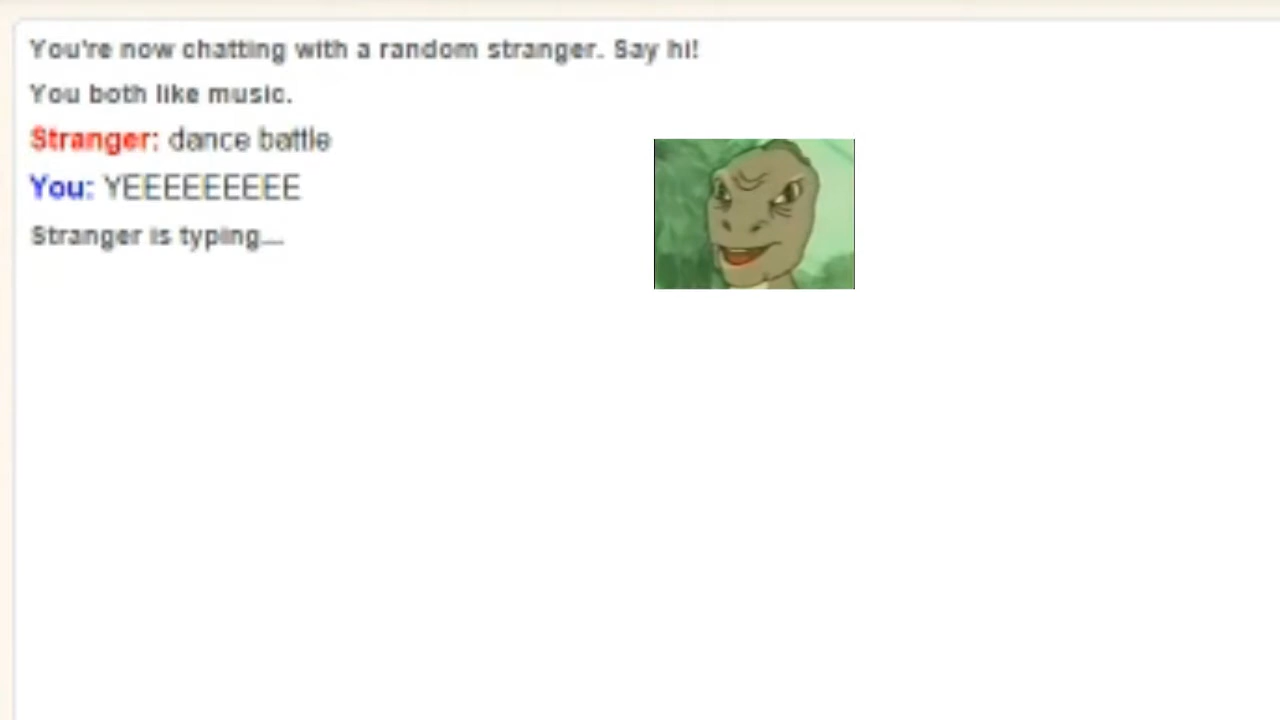 You're now chatting with a random stranger. Say hi!
You both like music.
Stranger: dance battle
You: YEEEEEEEEE
Stranger is typing...